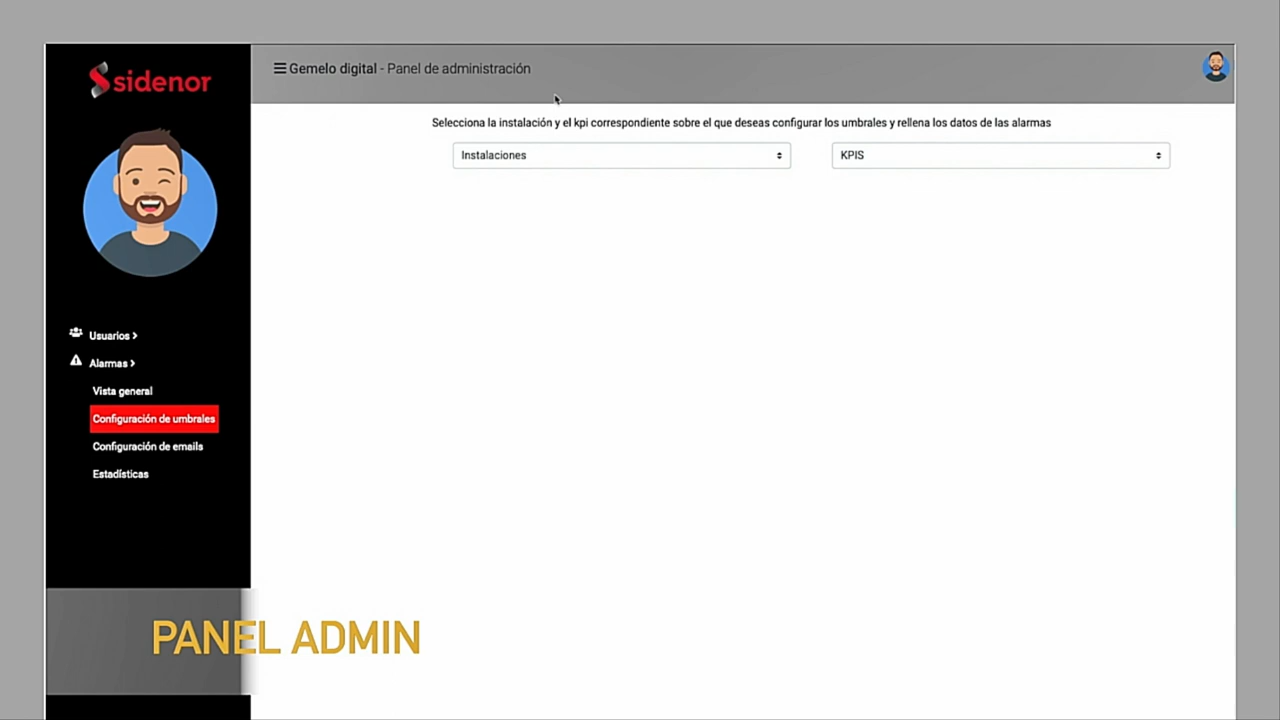 sidenor
Gemelo digital - Panel de administración
Selecciona la instalación y el kpi correspondiente sobre el que deseas configurar los umbrales y rellena los datos de las alarmas
Instalaciones
KPIS
Usuarios >
Alarmas >
Vista general
Configuración de umbrales
Configuración de emails
Estadísticas
PANEL ADMIN